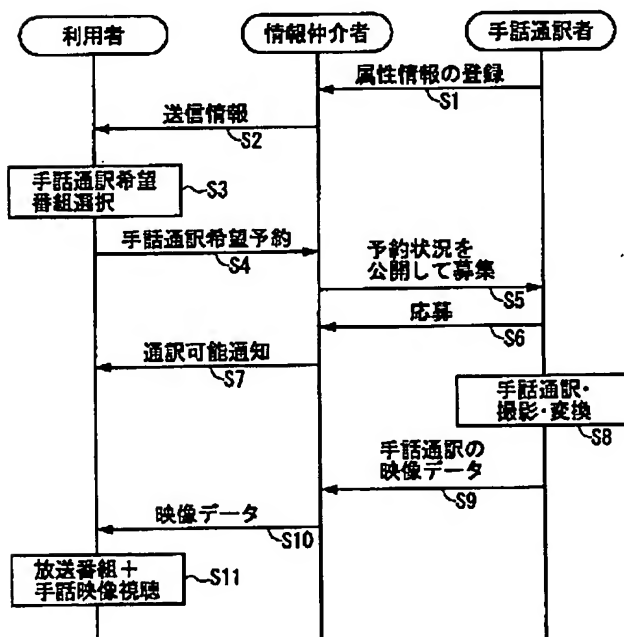 利用者
情報仲介者
手話通訳者
属性情報の登録
S1
送信情報
S2
手話通訳希望
番組選択
S3
手話通訳希望予約
S4
予約状況を
公開して募集
S5
応募
S6
通訳可能通知
S7
手話通訳・
撮影・変換
S8
手話通訳の
映像データ
S9
映像データ
S10
放送番組+
手話映像視聴
S11